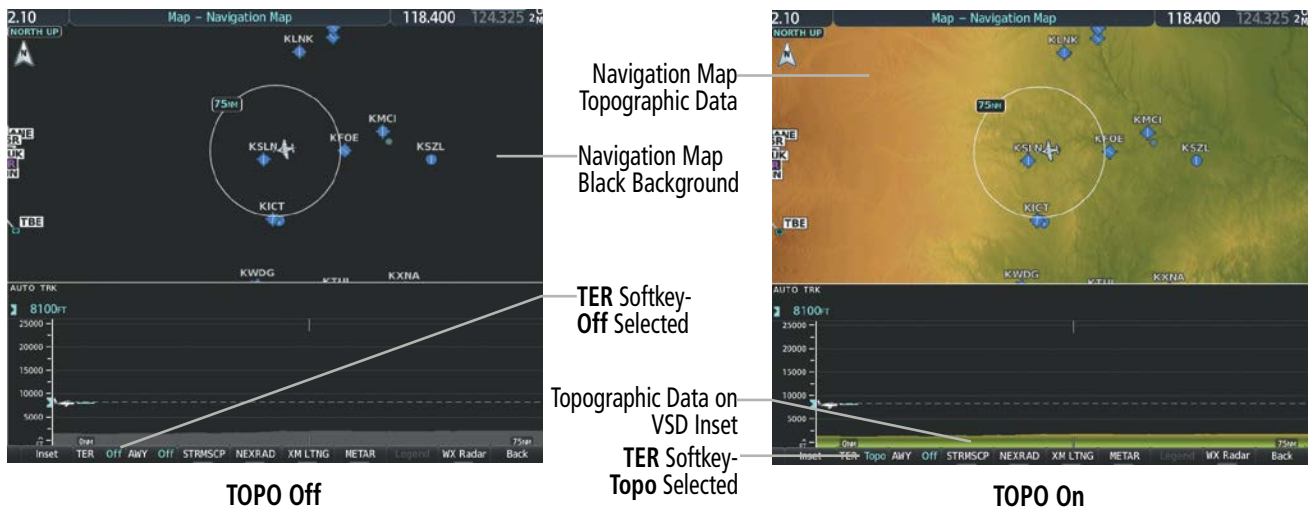 2.10
Map – Navigation Map
118.400
124.325
NORTH UP
N
KLNK
75NM
KMCI
KFOE
KSLN
KSZL
KICT
TBE
KWDG
KXNA
AUTO TRK
8100FT
25000
20000
15000
10000
5000
FT
0NM
75NM
Inset TER Off AWY Off STRMSCP NEXRAD XM LTNG METAR Legend WX Radar Back
TOPO Off
Navigation Map
Topographic Data
Navigation Map
Black Background
TER Softkey-
Off Selected
Topographic Data on
VSD Inset
TER Softkey-
Topo Selected
2.10
Map – Navigation Map
118.400
124.325
NORTH UP
N
KLNK
75NM
KMCI
KFOE
KSLN
KSZL
KICT
TBE
KWDG
KXNA
AUTO TRK
8100FT
25000
20000
15000
10000
5000
FT
0NM
75NM
Inset TER Topo AWY Off STRMSCP NEXRAD XM LTNG METAR Legend WX Radar Back
TOPO On